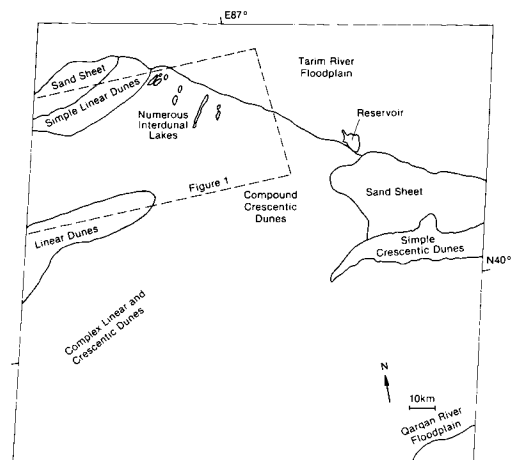 E87°
Sand Sheet
Simple Linear Dunes
Numerous
Interdunal
Lakes
Tarim River
Floodplain
Reservoir
Figure 1
Compound
Crescentic
Dunes
Sand Sheet
Linear Dunes
Simple
Crescentic Dunes
N40°
Complex Linear and
Crescentic Dunes
N
10km
Qarqan River
Floodplain